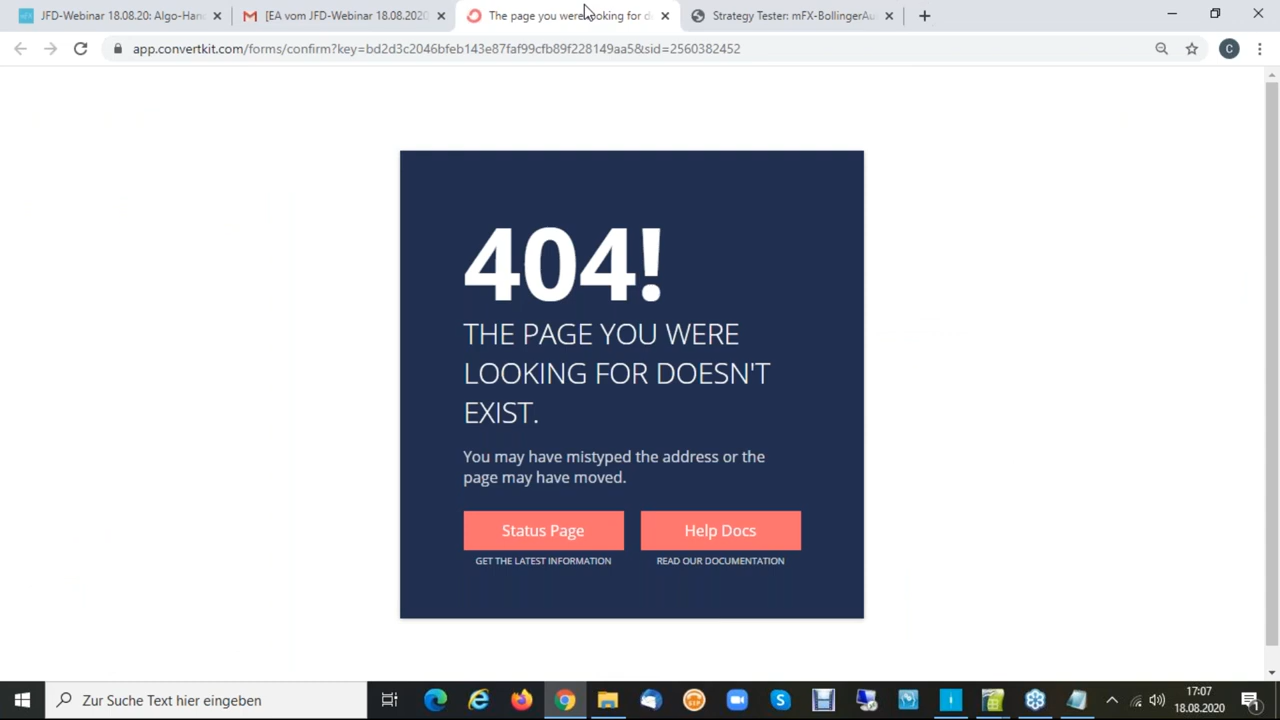 JFD-Webinar 18.08.20: Algo-Han
[EA vom JFD-Webinar 18.08.2020
The page you were looking for d
Strategy Tester: mFX-BollingerAu
app.convertkit.com/forms/confirm?key=bd2d3c2046bfeb143e87faf99cfb89f228149aa5&sid=2560382452
C
404!
THE PAGE YOU WERE
LOOKING FOR DOESN'T
EXIST.
You may have mistyped the address or the
page may have moved.
Status Page
Help Docs
GET THE LATEST INFORMATION
READ OUR DOCUMENTATION
Zur Suche Text hier eingeben
17:07
18.08.2020
1